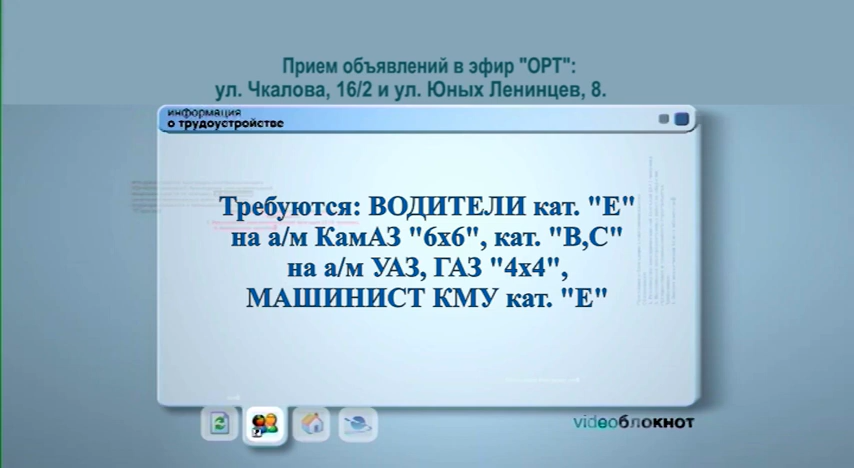 Прием объявлений в эфир "ОРТ":
ул. Чкалова, 16/2 и ул. Юных Ленинцев, 8.
информация
о трудоустройстве
Требуются: ВОДИТЕЛИ кат. "Е"
на а/м КамАЗ "6х6", кат. "В,С"
на а/м УАЗ, ГАЗ "4х4",
МАШИНИСТ КМУ кат. "Е"
videoблокнот